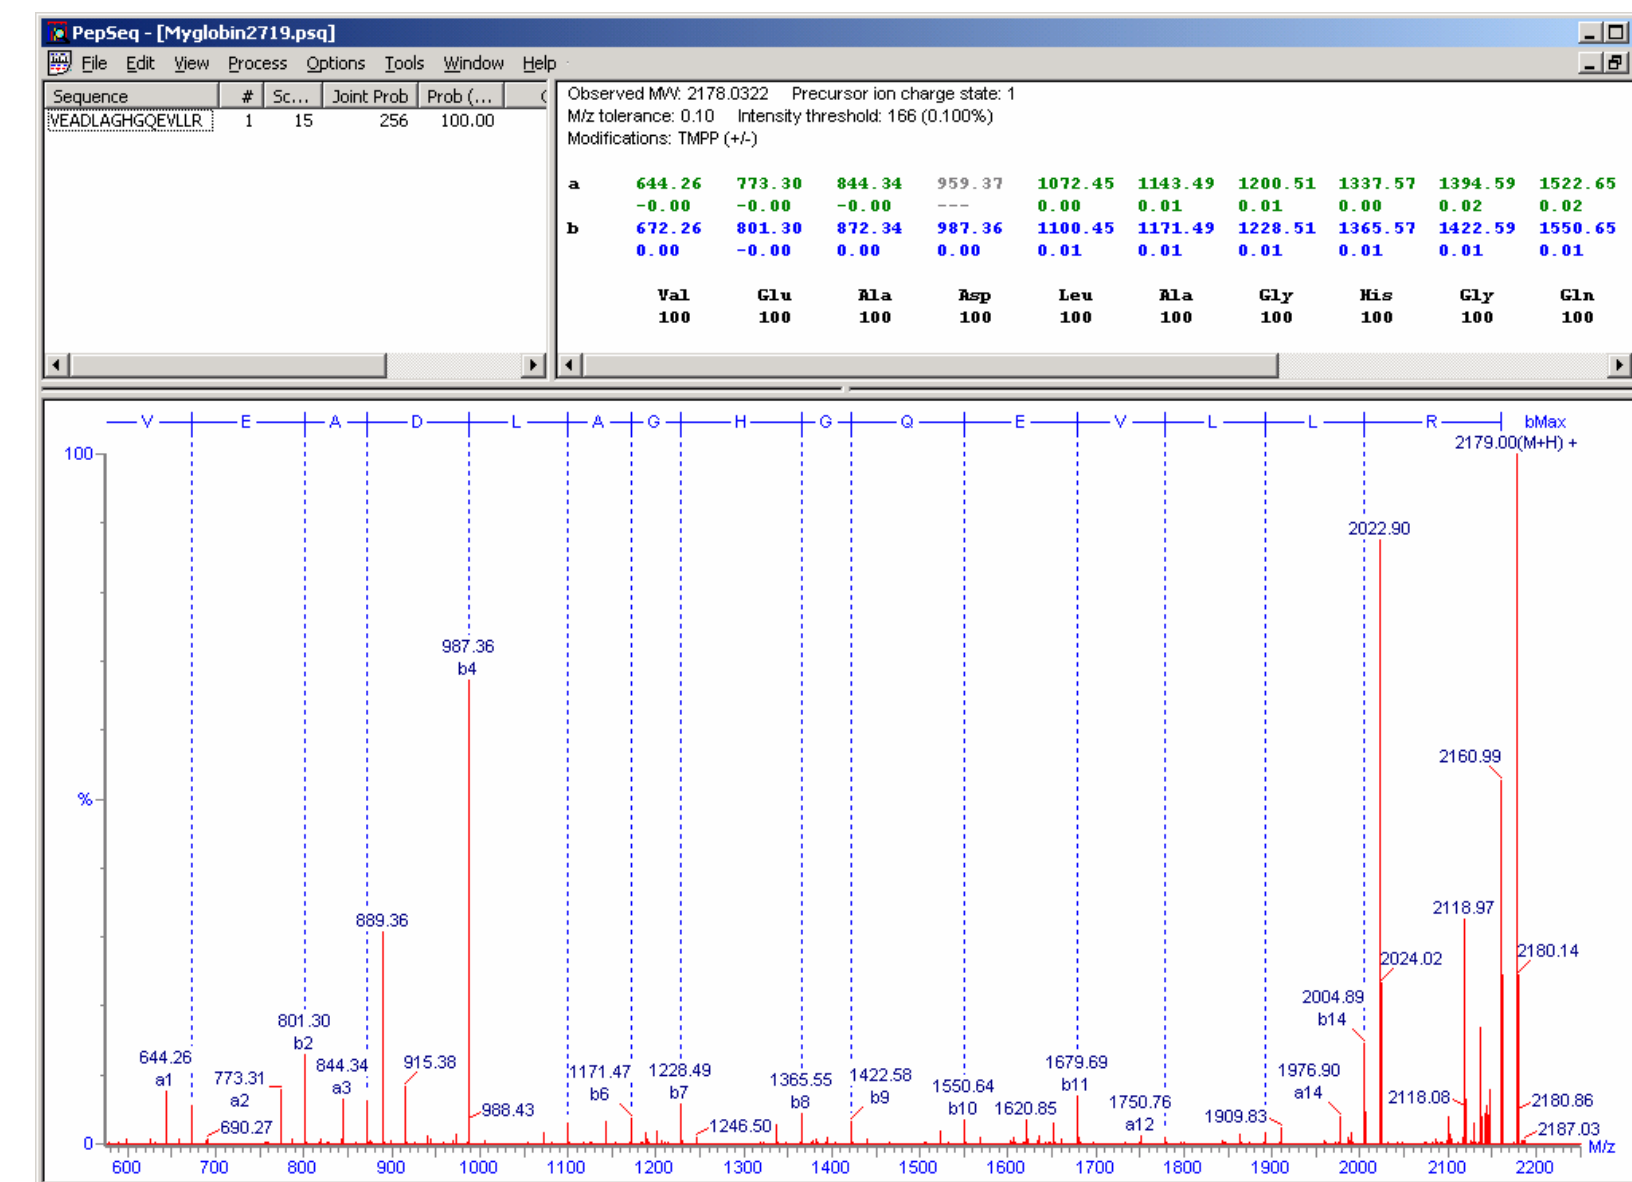 PepSeq - [Myglobin2719.psq]
File Edit View Process Options Tools Window Help
Sequence # Sc... Joint Prob Prob (...
VEADLAGHGQEVLLR 1 15 256 100.00
Observed MW: 2178.0322 Precursor ion charge state: 1
M/z tolerance: 0.10 Intensity threshold: 166 (0.100%)
Modifications: TMPP (+/-)
a 644.26 773.30 844.34 959.37 1072.45 1143.49 1200.51 1337.57 1394.59 1522.65
-0.00 -0.00 -0.00 --- 0.00 0.01 0.01 0.00 0.02 0.02
b 672.26 801.30 872.34 987.36 1100.45 1171.49 1228.51 1365.57 1422.59 1550.65
0.00 -0.00 0.00 0.00 0.01 0.01 0.01 0.01 0.01 0.01
Val Glu Ala Asp Leu Ala Gly His Gly Gln
100 100 100 100 100 100 100 100 100 100
V E A D L A G H G Q E V L L R bMax
100 2179.00(M+H) +
2022.90
987.36
b4
2160.99
%
889.36
2118.97
2180.14
2024.02
2004.89
b14
801.30
b2
644.26
a1
773.31
a2
844.34
a3
915.38
1171.47
b6
1228.49
b7
1365.55
b8
1422.58
b9
1550.64
b10
1679.69
b11
1976.90
a14
690.27
988.43
1246.50
1620.85
1750.76
a12
1909.83
2118.08
2180.86
2187.03
0 M/z
600 700 800 900 1000 1100 1200 1300 1400 1500 1600 1700 1800 1900 2000 2100 2200